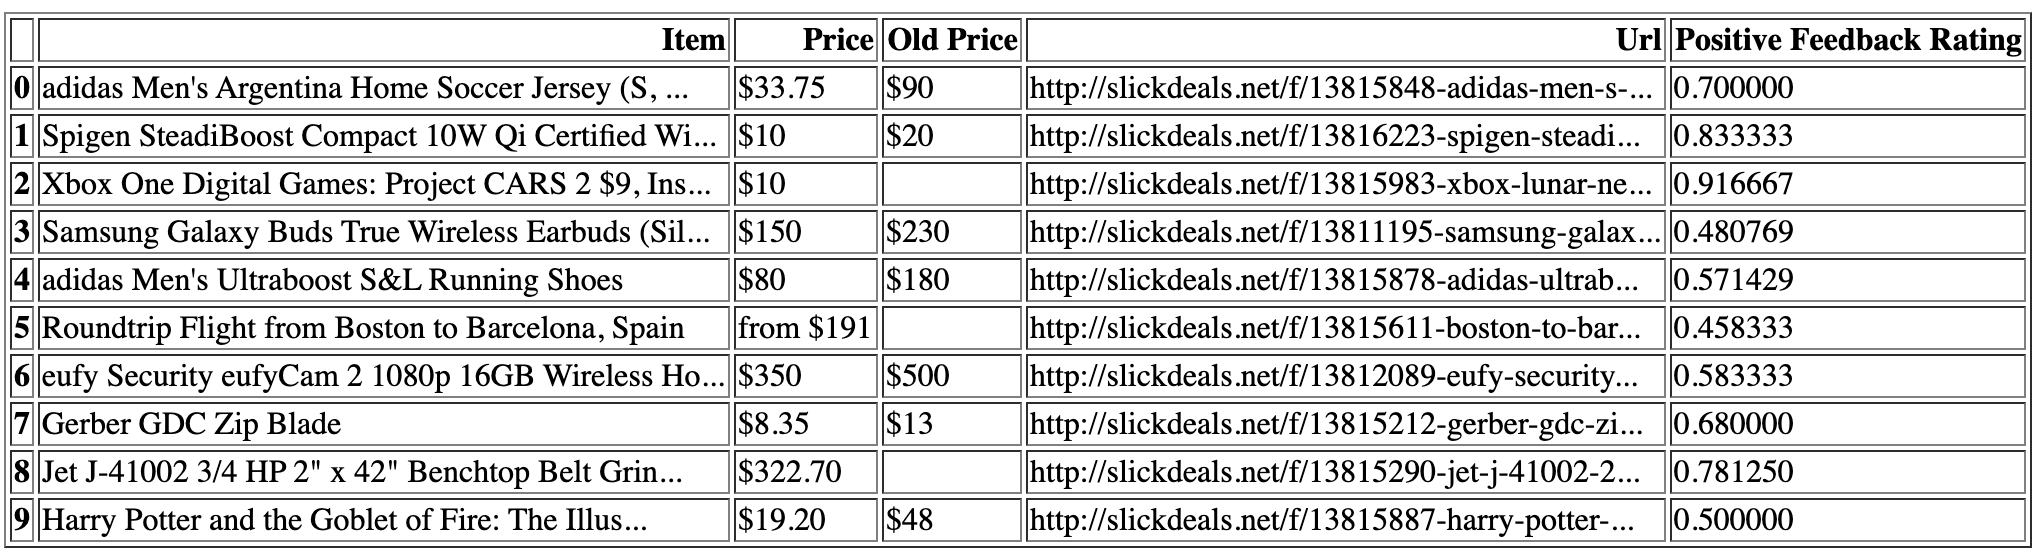 Item Price Old Price Url Positive Feedback Rating
0 adidas Men's Argentina Home Soccer Jersey (S, ... $33.75 $90 http://slickdeals.net/f/13815848-adidas-men-s-... 0.700000
1 Spigen SteadiBoost Compact 10W Qi Certified Wi... $10 $20 http://slickdeals.net/f/13816223-spigen-steadi... 0.833333
2 Xbox One Digital Games: Project CARS 2 $9, Ins... $10 http://slickdeals.net/f/13815983-xbox-lunar-ne... 0.916667
3 Samsung Galaxy Buds True Wireless Earbuds (Sil... $150 $230 http://slickdeals.net/f/13811195-samsung-galax... 0.480769
4 adidas Men's Ultraboost S&L Running Shoes $80 $180 http://slickdeals.net/f/13815878-adidas-ultrab... 0.571429
5 Roundtrip Flight from Boston to Barcelona, Spain from $191 http://slickdeals.net/f/13815611-boston-to-bar... 0.458333
6 eufy Security eufyCam 2 1080p 16GB Wireless Ho... $350 $500 http://slickdeals.net/f/13812089-eufy-security... 0.583333
7 Gerber GDC Zip Blade $8.35 $13 http://slickdeals.net/f/13815212-gerber-gdc-zi... 0.680000
8 Jet J-41002 3/4 HP 2" x 42" Benchtop Belt Grin... $322.70 http://slickdeals.net/f/13815290-jet-j-41002-2... 0.781250
9 Harry Potter and the Goblet of Fire: The Illus... $19.20 $48 http://slickdeals.net/f/13815887-harry-potter-... 0.500000